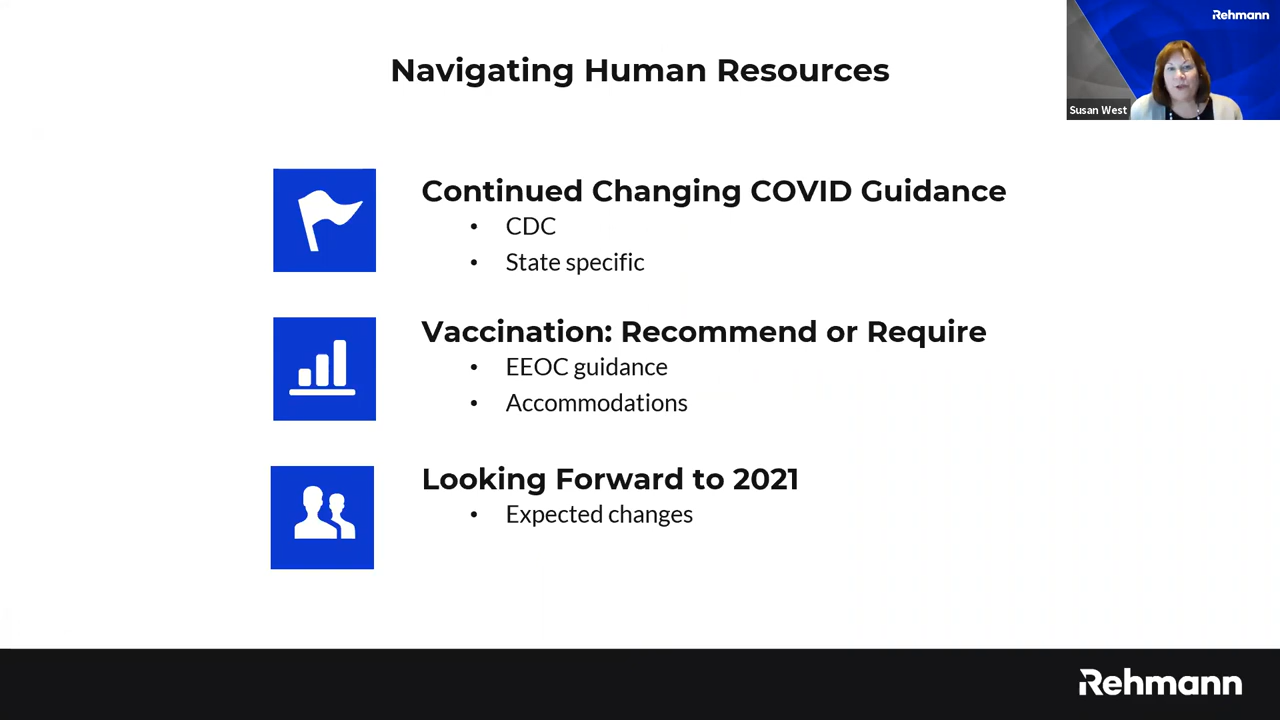 Navigating Human Resources
Rehmann
Susan West
Continued Changing COVID Guidance
• CDC
• State specific
Vaccination: Recommend or Require
• EEOC guidance
• Accommodations
Looking Forward to 2021
• Expected changes
Rehmann